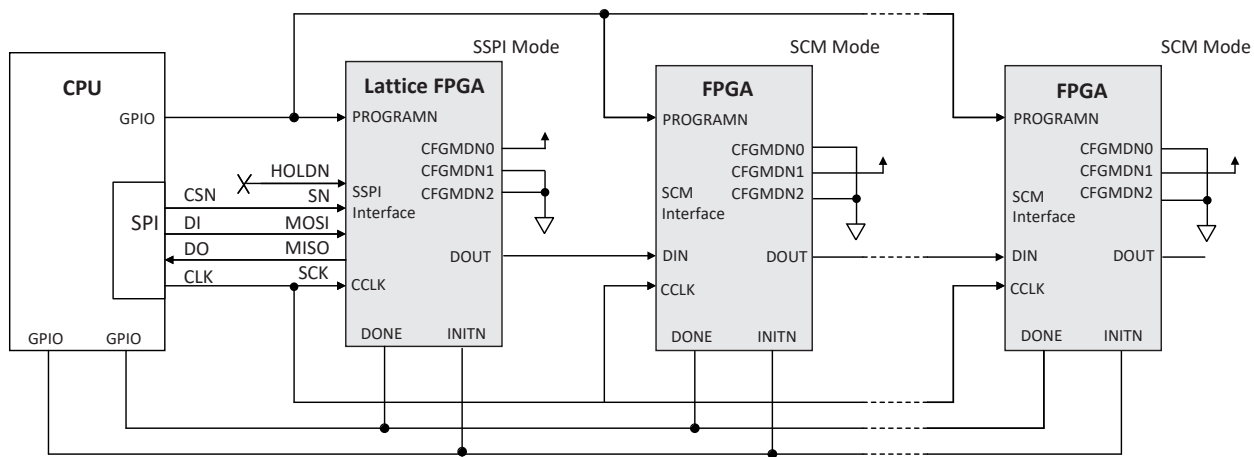 SSPI Mode
SCM Mode
SCM Mode
CPU
GPIO
SPI
CSN
DI
DO
CLK
GPIO
GPIO
HOLDN
SN
MOSI
MISO
SCK
Lattice FPGA
PROGRAMN
CFGMDN0
CFGMDN1
CFGMDN2
SSPI
Interface
DOUT
CCLK
DONE
INITN
FPGA
PROGRAMN
CFGMDN0
CFGMDN1
CFGMDN2
SCM
Interface
DIN
DOUT
CCLK
DONE
INITN
FPGA
PROGRAMN
CFGMDN0
CFGMDN1
CFGMDN2
SCM
Interface
DIN
DOUT
CCLK
DONE
INITN